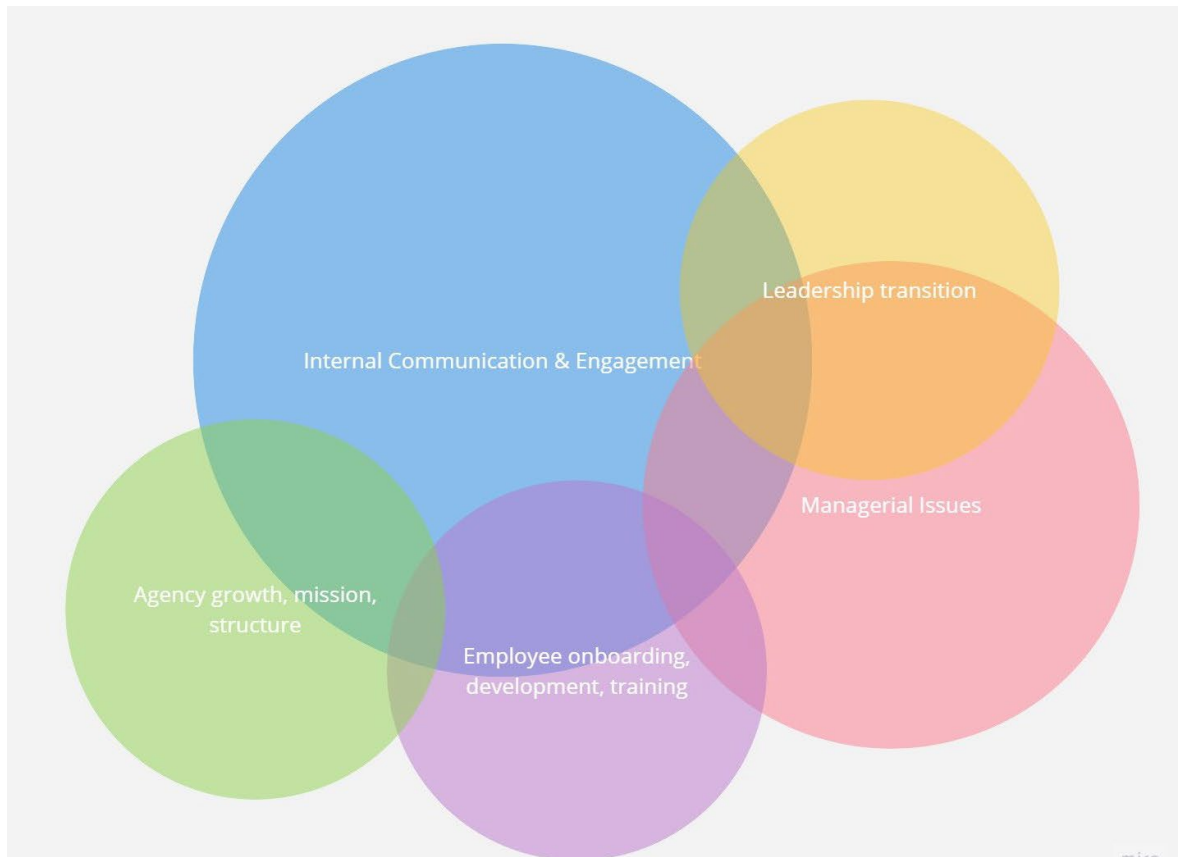 Leadership transition
Internal Communication & Engagement
Managerial Issues
Agency growth, mission,
structure
Employee onboarding,
development, training